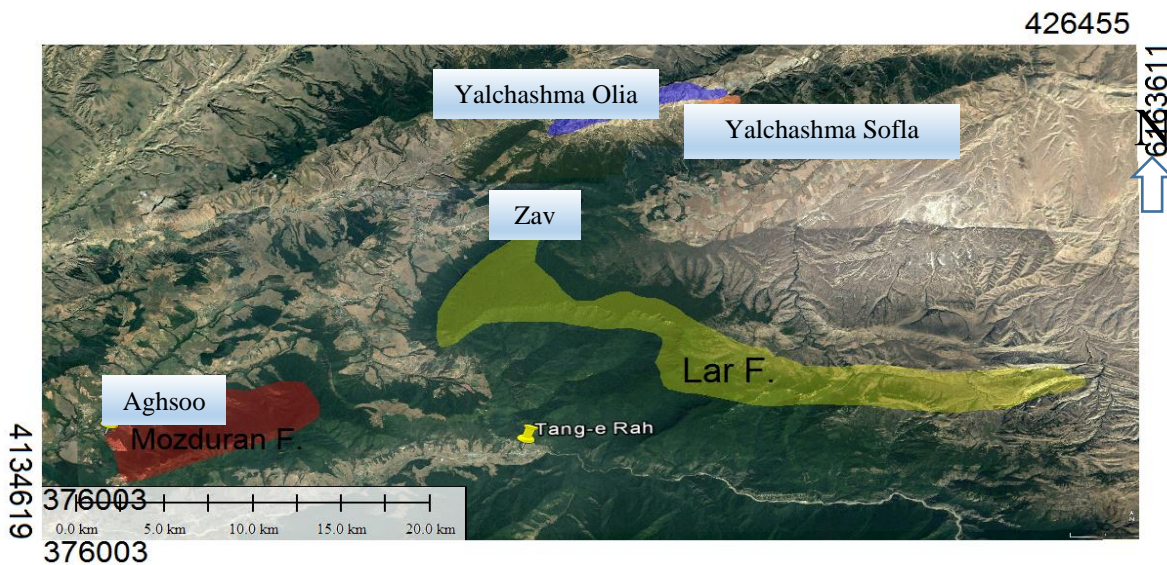 426455
6163611
N
Yalchashma Olia
Yalchashma Sofla
Zav
Lar F.
Aghsoo
Mozduran F.
Tang-e Rah
4134619
376003
0.0 km 5.0 km 10.0 km 15.0 km 20.0 km
376003